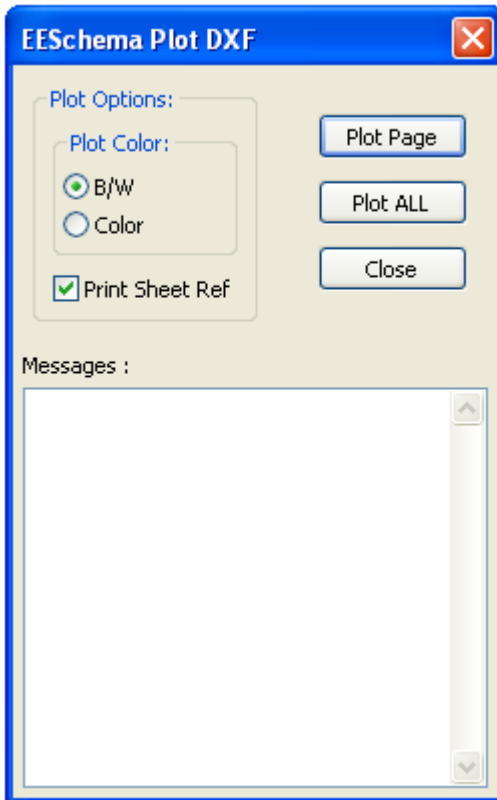 EESchema Plot DXF
Plot Options:
Plot Color:
B/W
Color
Print Sheet Ref
Plot Page
Plot ALL
Close
Messages :